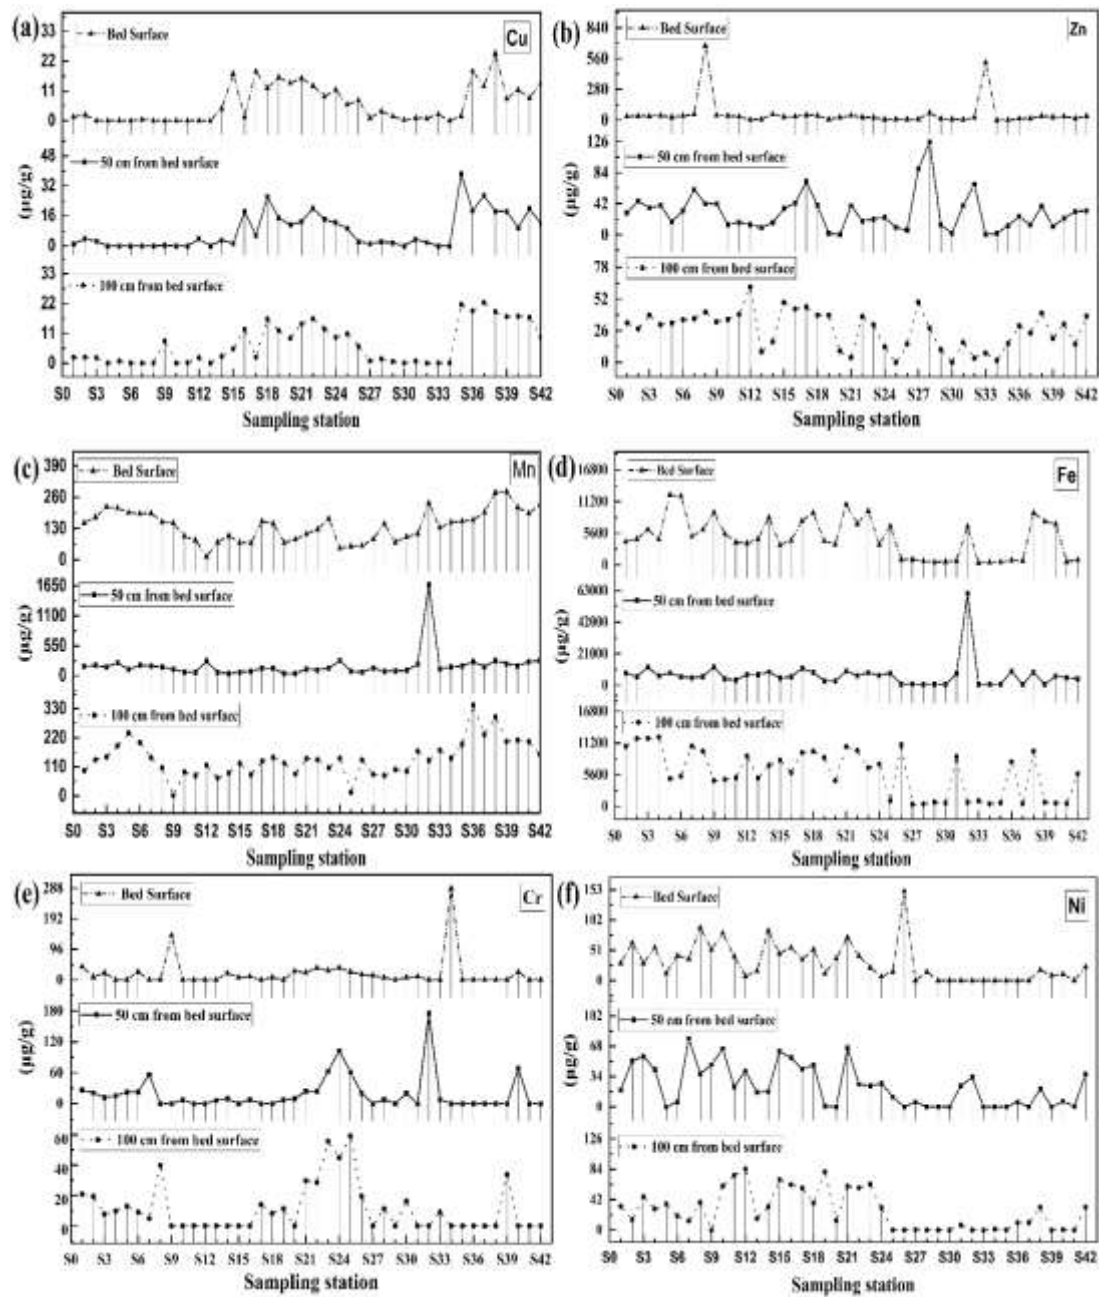 (a)
Bed Surface
Cu
33
22
11
0
50 cm from bed surface
48
32
16
0
(µg/g)
100 cm from bed surface
33
22
11
0
S0 S3 S6 S9 S12 S15 S18 S21 S24 S27 S30 S33 S36 S39 S42
Sampling station
(b)
Bed Surface
Zn
840
560
280
0
50 cm from bed surface
126
84
42
0
(µg/g)
100 cm from bed surface
78
52
26
0
S0 S3 S6 S9 S12 S15 S18 S21 S24 S27 S30 S33 S36 S39 S42
Sampling station
(c)
Bed Surface
Mn
390
260
130
0
50 cm from bed surface
1650
1100
550
0
(µg/g)
100 cm from bed surface
330
220
110
0
S0 S3 S6 S9 S12 S15 S18 S21 S24 S27 S30 S33 S36 S39 S42
Sampling station
(d)
Bed Surface
Fe
16800
11200
5600
0
50 cm from bed surface
63000
42000
21000
0
(µg/g)
100 cm from bed surface
16800
11200
5600
0
S0 S3 S6 S9 S12 S15 S18 S21 S24 S27 S30 S33 S36 S39 S42
Sampling station
(e)
Bed Surface
Cr
288
192
96
0
50 cm from bed surface
180
120
60
0
(µg/g)
100 cm from bed surface
60
40
20
0
S0 S3 S6 S9 S12 S15 S18 S21 S24 S27 S30 S33 S36 S39 S42
Sampling station
(f)
Bed Surface
Ni
153
102
51
0
50 cm from bed surface
102
68
34
0
(µg/g)
100 cm from bed surface
126
84
42
0
S0 S3 S6 S9 S12 S15 S18 S21 S24 S27 S30 S33 S36 S39 S42
Sampling station